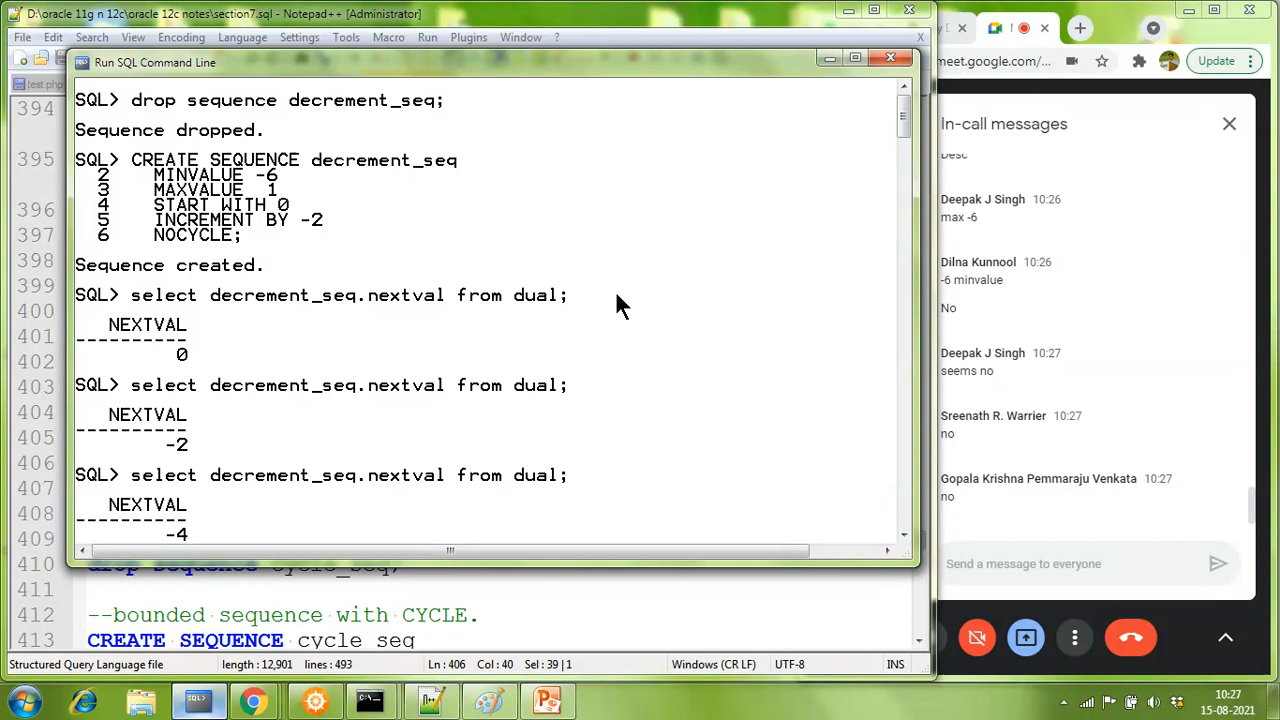 D:\oracle 11g n 12c\oracle 12c notes\section7.sql - Notepad++ [Administrator]
File Edit Search View Encoding Language Settings Tools Macro Run Plugins Window ? X
test.php
394
395
396
397
398
399
400
401
402
403
404
405
406
407
408
409
410 drop sequence cycle_seq;
411
412 --bounded sequence with CYCLE.
413 CREATE SEQUENCE cycle_seq
Run SQL Command Line
SQL> drop sequence decrement_seq;
Sequence dropped.
SQL> CREATE SEQUENCE decrement_seq
2 MINVALUE -6
3 MAXVALUE 1
4 START WITH 0
5 INCREMENT BY -2
6 NOCYCLE;
Sequence created.
SQL> select decrement_seq.nextval from dual;
NEXTVAL
----------
0
SQL> select decrement_seq.nextval from dual;
NEXTVAL
----------
-2
SQL> select decrement_seq.nextval from dual;
NEXTVAL
----------
-4
Structured Query Language file length : 12,901 lines : 493 Ln : 406 Col : 40 Sel : 39 | 1 Windows (CR LF) UTF-8 INS
meet.google.com/... Update
In-call messages
Desc
Deepak J Singh 10:26
max -6
Dilna Kunnool 10:26
-6 minvalue
No
Deepak J Singh 10:27
seems no
Sreenath R. Warrier 10:27
no
Gopala Krishna Pemmaraju Venkata 10:27
no
Send a message to everyone
10:27
15-08-2021